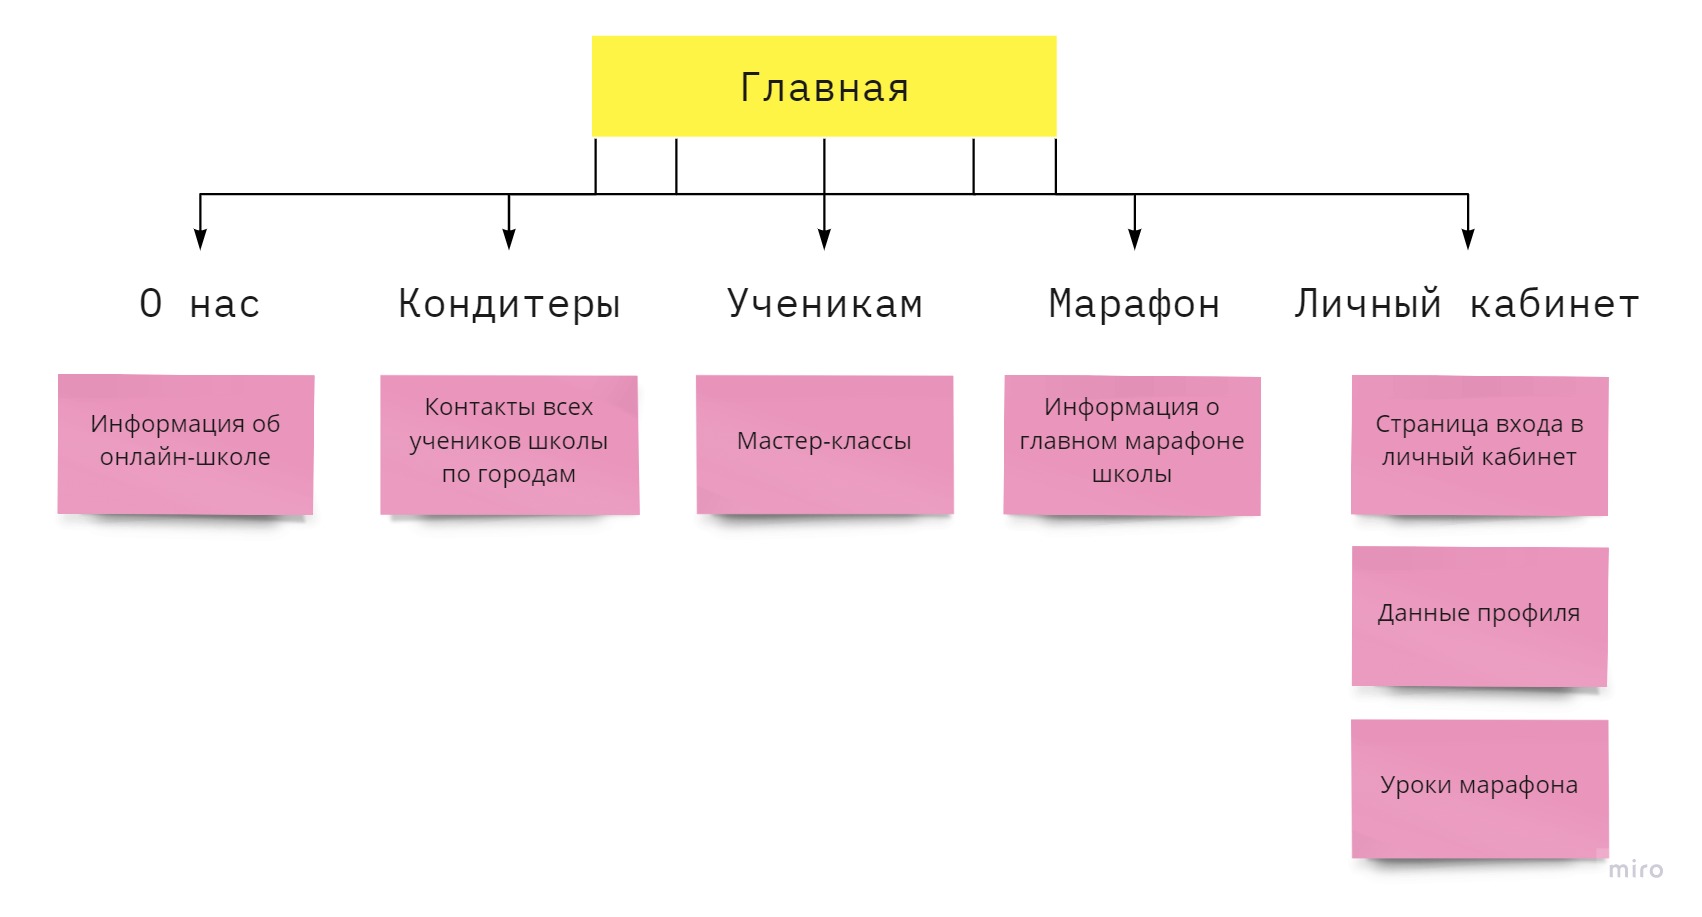 Главная
О нас
Кондитеры
Ученикам
Марафон
Личный кабинет
Информация об
онлайн-школе
Контакты всех
учеников школы
по городам
Мастер-классы
Информация о
главном марафоне
школы
Страница входа в
личный кабинет
Данные профиля
Уроки марафона
miro